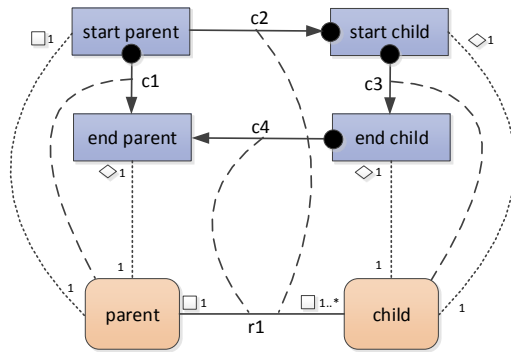 c2
start parent
start child
1
1
c1
c3
c4
end parent
end child
1
1
1
1
1
1
parent
1
1..*
child
r1